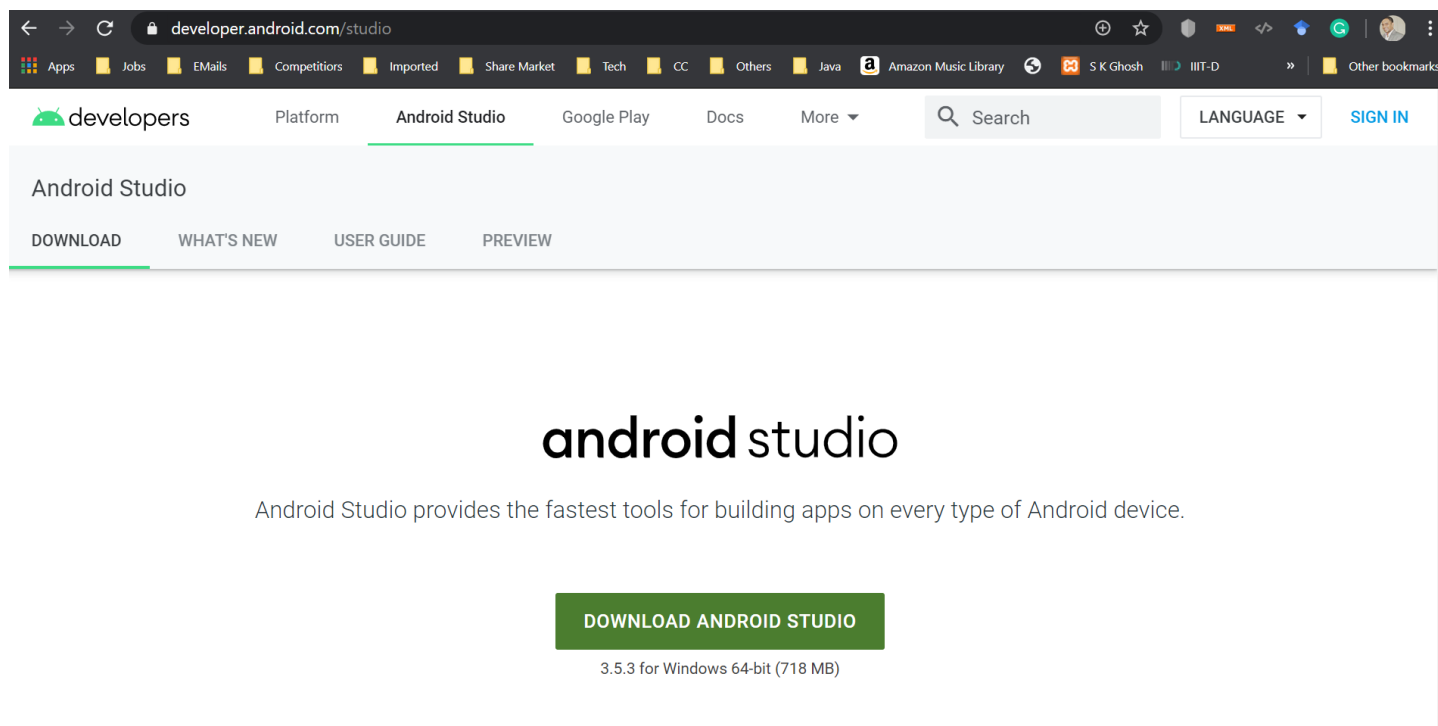 developer.android.com/studio
XML </> G
Apps Jobs EMails Competitiors Imported Share Market Tech CC Others Java a Amazon Music Library S K Ghosh IIIT-D » Other bookmarks
developers Platform Android Studio Google Play Docs More Search LANGUAGE SIGN IN
Android Studio
DOWNLOAD WHAT'S NEW USER GUIDE PREVIEW
android studio
Android Studio provides the fastest tools for building apps on every type of Android device.
DOWNLOAD ANDROID STUDIO
3.5.3 for Windows 64-bit (718 MB)